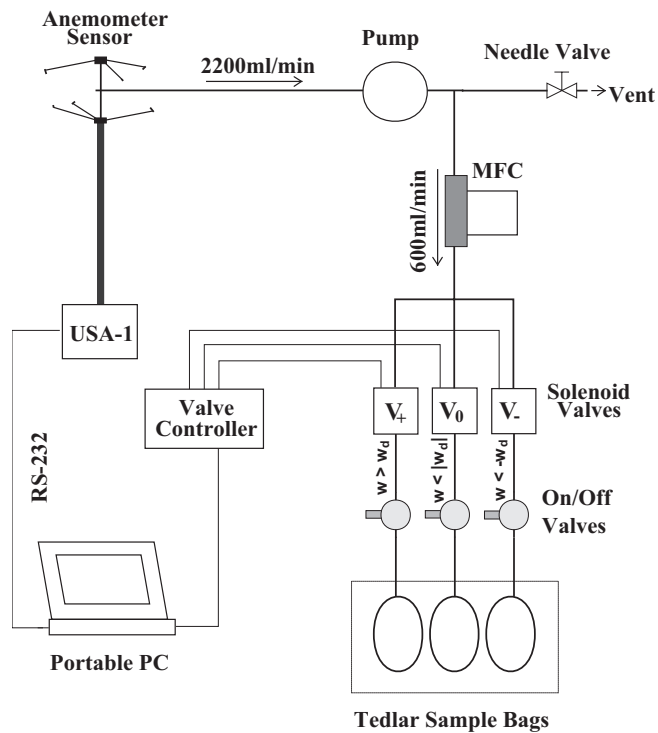 Anemometer
Sensor
Pump
Needle Valve
2200ml/min
Vent
MFC
600ml/min
USA-1
Valve
Controller
V+
V0
V-
Solenoid
Valves
w > wd
w < |wd|
w < -wd
RS-232
On/Off
Valves
Portable PC
Tedlar Sample Bags